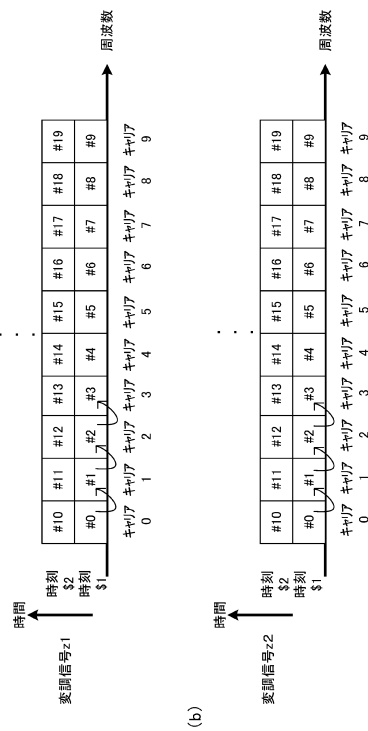 時間
変調信号z1
時刻
$2
時刻
$1
#10 #11 #12 #13 #14 #15 #16 #17 #18 #19
#0 #1 #2 #3 #4 #5 #6 #7 #8 #9
周波数
キャリア キャリア キャリア キャリア キャリア キャリア キャリア キャリア キャリア キャリア
0 1 2 3 4 5 6 7 8 9
(b)
時間
変調信号z2
時刻
$2
時刻
$1
#10 #11 #12 #13 #14 #15 #16 #17 #18 #19
#0 #1 #2 #3 #4 #5 #6 #7 #8 #9
周波数
キャリア キャリア キャリア キャリア キャリア キャリア キャリア キャリア キャリア キャリア
0 1 2 3 4 5 6 7 8 9